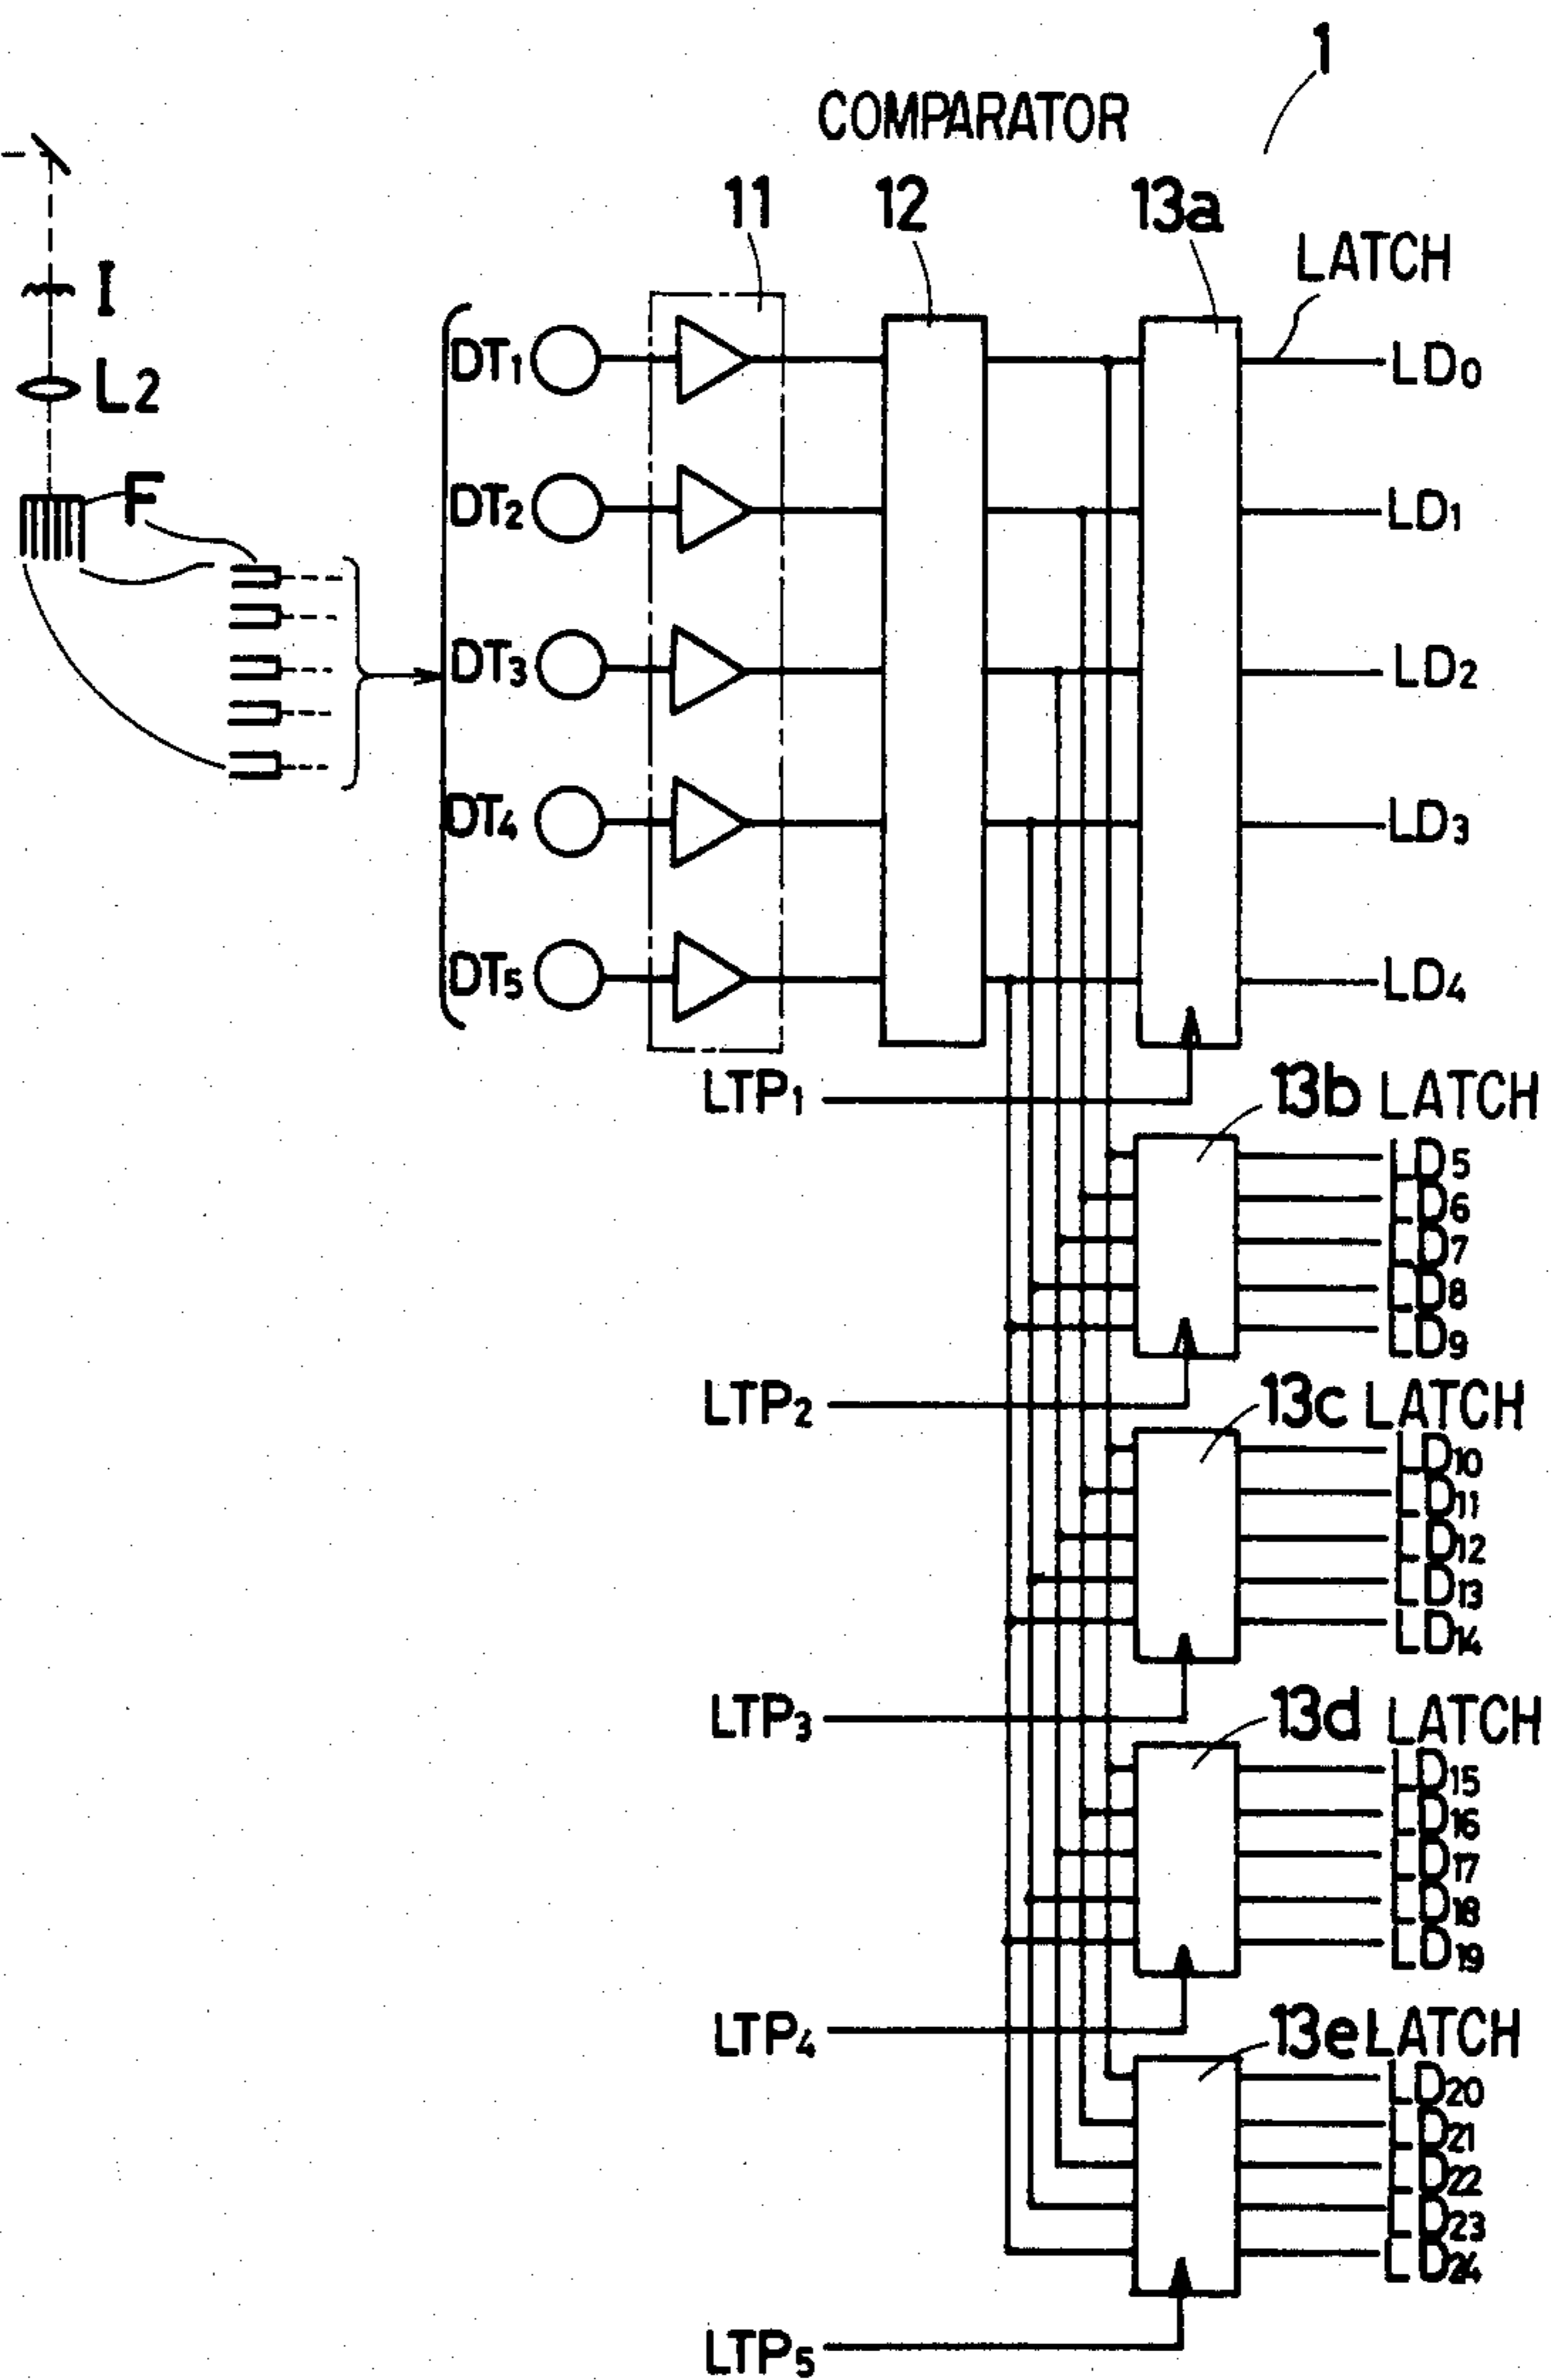 1
COMPARATOR
11
12
13a
LATCH
I
L2
F
DT1
LD0
DT2
LD1
DT3
LD2
DT4
LD3
DT5
LD4
LTP1
13b LATCH
LD5
LD6
LD7
LD8
LD9
LTP2
13c LATCH
LD10
LD11
LD12
LD13
LD14
LTP3
13d LATCH
LD15
LD16
LD17
LD18
LD19
LTP4
13e LATCH
LD20
LD21
LD22
LD23
LD24
LTP5